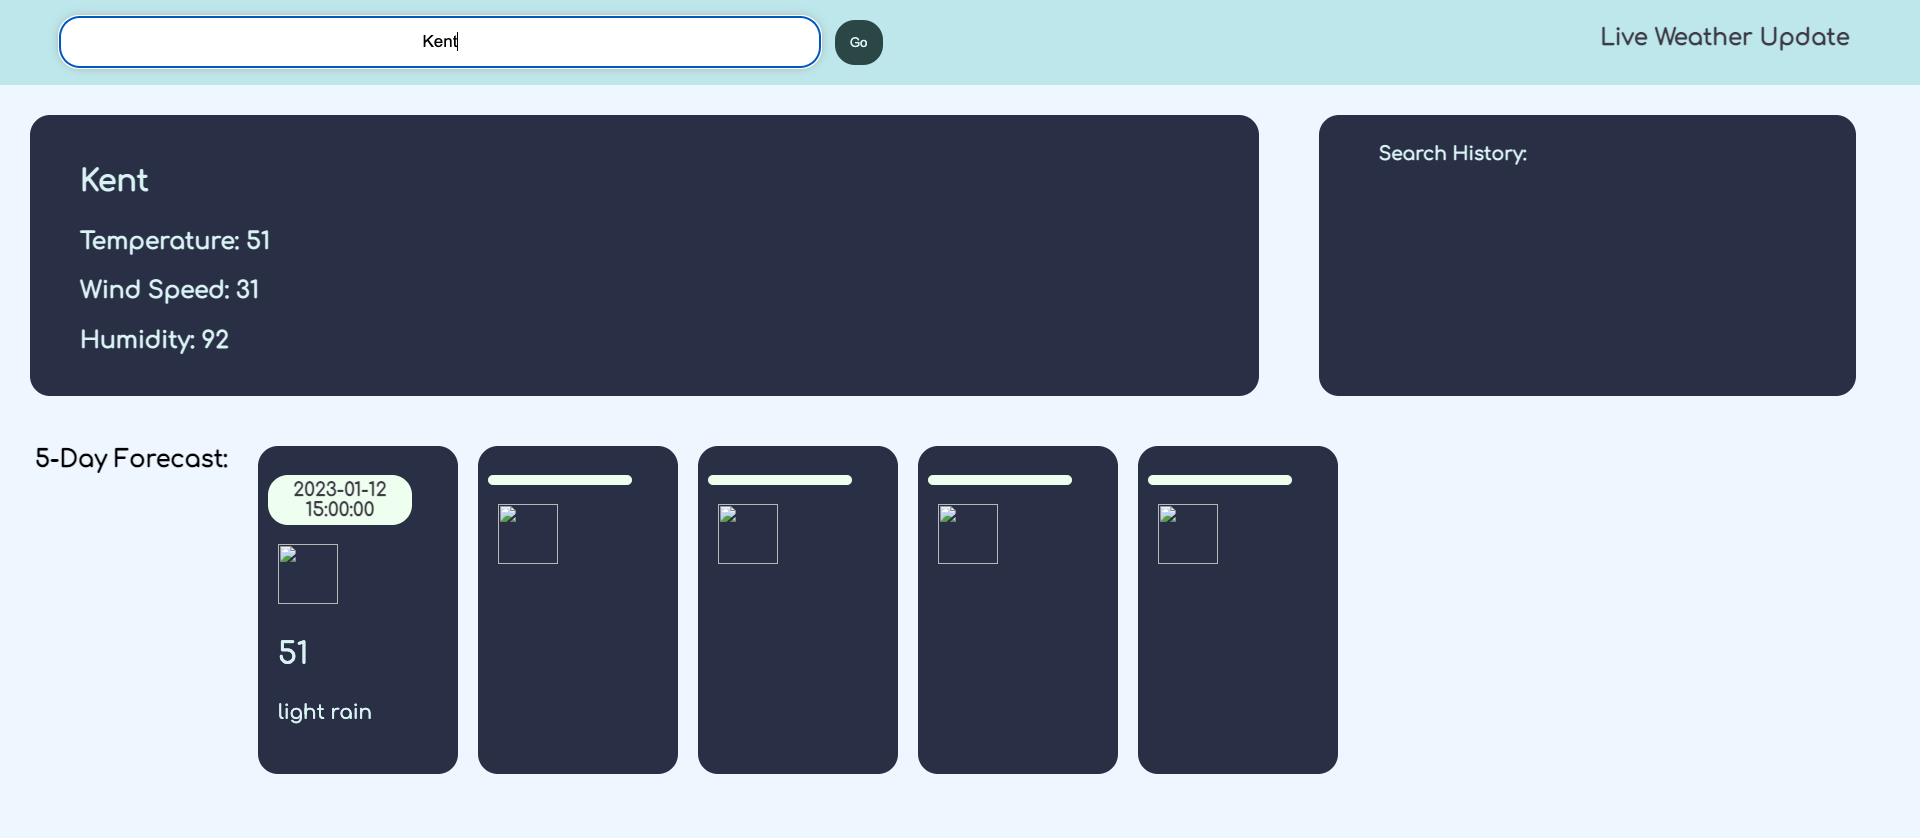 Kent
Go
Live Weather Update
Kent
Temperature: 51
Wind Speed: 31
Humidity: 92
Search History:
5-Day Forecast:
2023-01-12
15:00:00
51
light rain